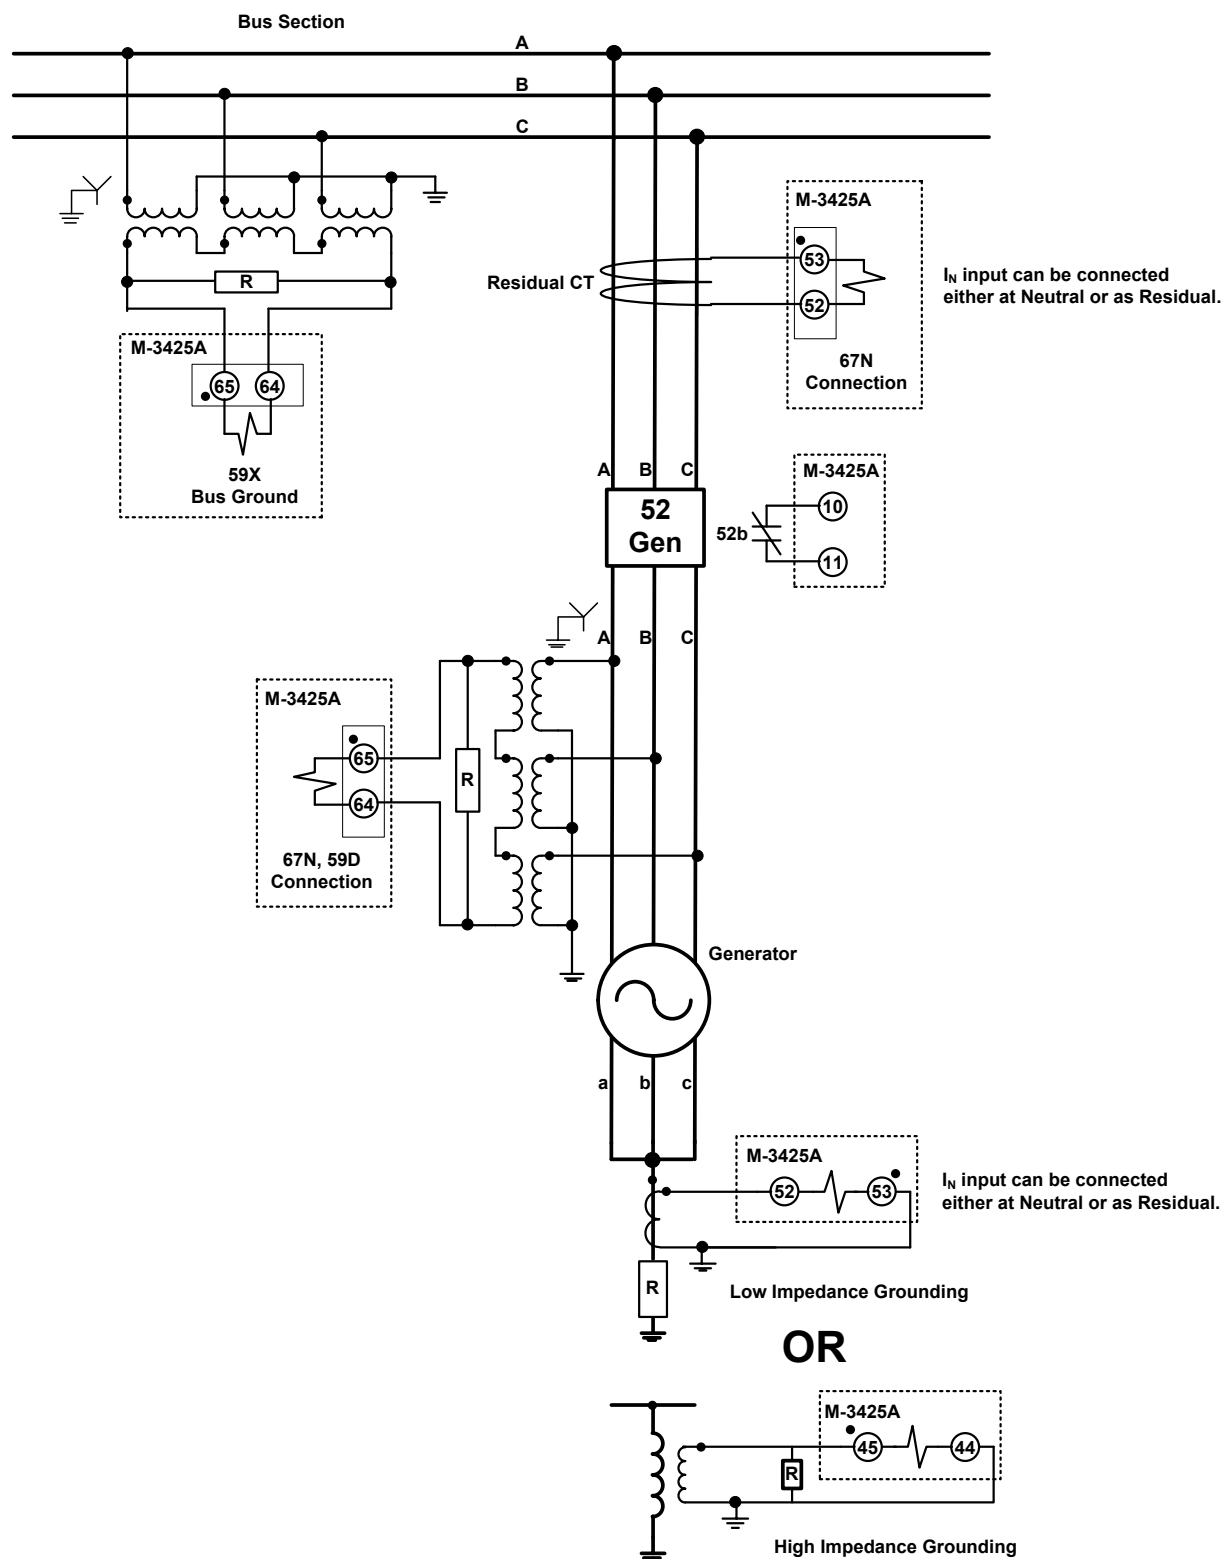 Bus Section
A
B
C
M-3425A
53
52
67N
Connection
I_N input can be connected
either at Neutral or as Residual.
Residual CT
R
M-3425A
65 64
59X
Bus Ground
A B C
52
Gen
52b
M-3425A
10
11
A B C
M-3425A
65
64
R
67N, 59D
Connection
Generator
a b c
M-3425A
52 53
I_N input can be connected
either at Neutral or as Residual.
R
Low Impedance Grounding
OR
M-3425A
45 44
R
High Impedance Grounding